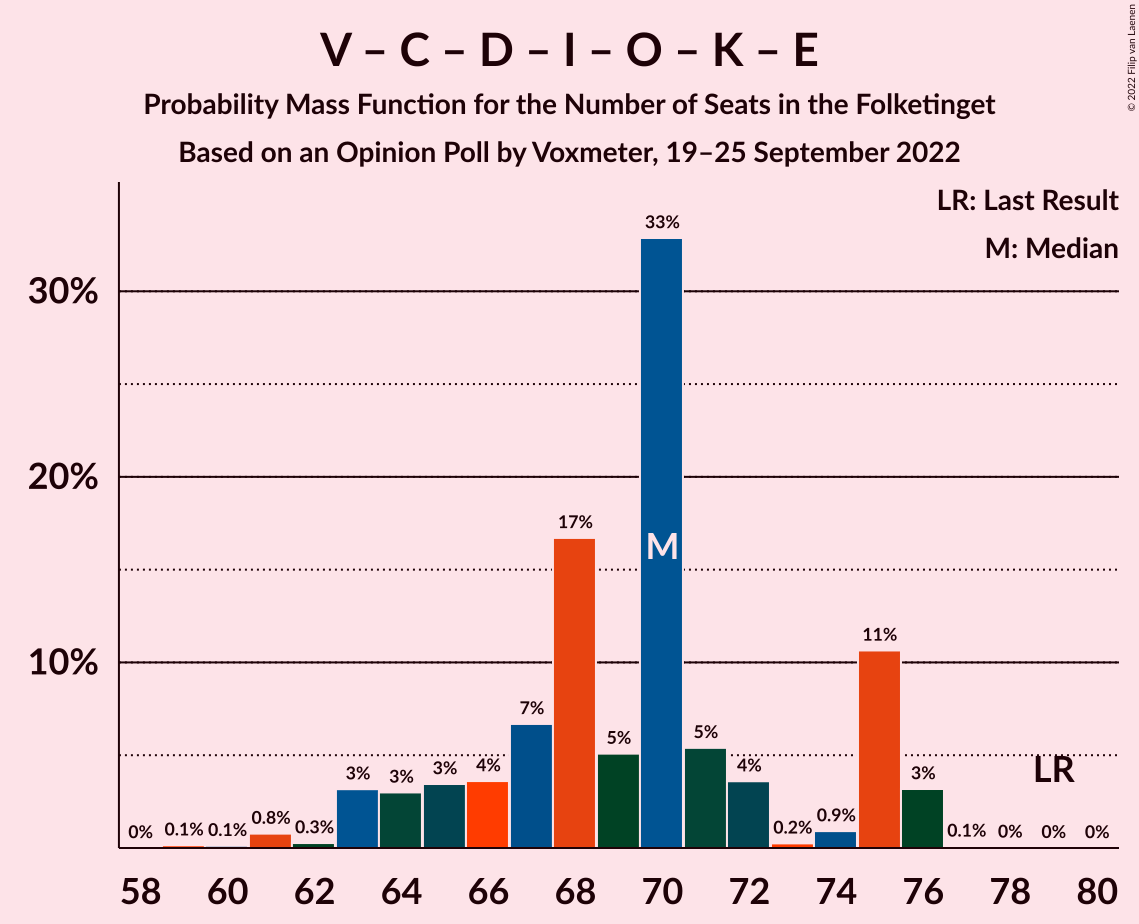 V – C – D – I – O – K – E
Probability Mass Function for the Number of Seats in the Folketinget
Based on an Opinion Poll by Voxmeter, 19–25 September 2022
© 2022 Filip van Laenen
LR: Last Result
M: Median
30%
20%
10%
0%
0.1%
0.1%
0.8%
0.3%
3%
3%
3%
4%
7%
17%
5%
33%
5%
4%
0.2%
0.9%
11%
3%
0.1%
0%
0%
0%
M
LR
58 60 62 64 66 68 70 72 74 76 78 80